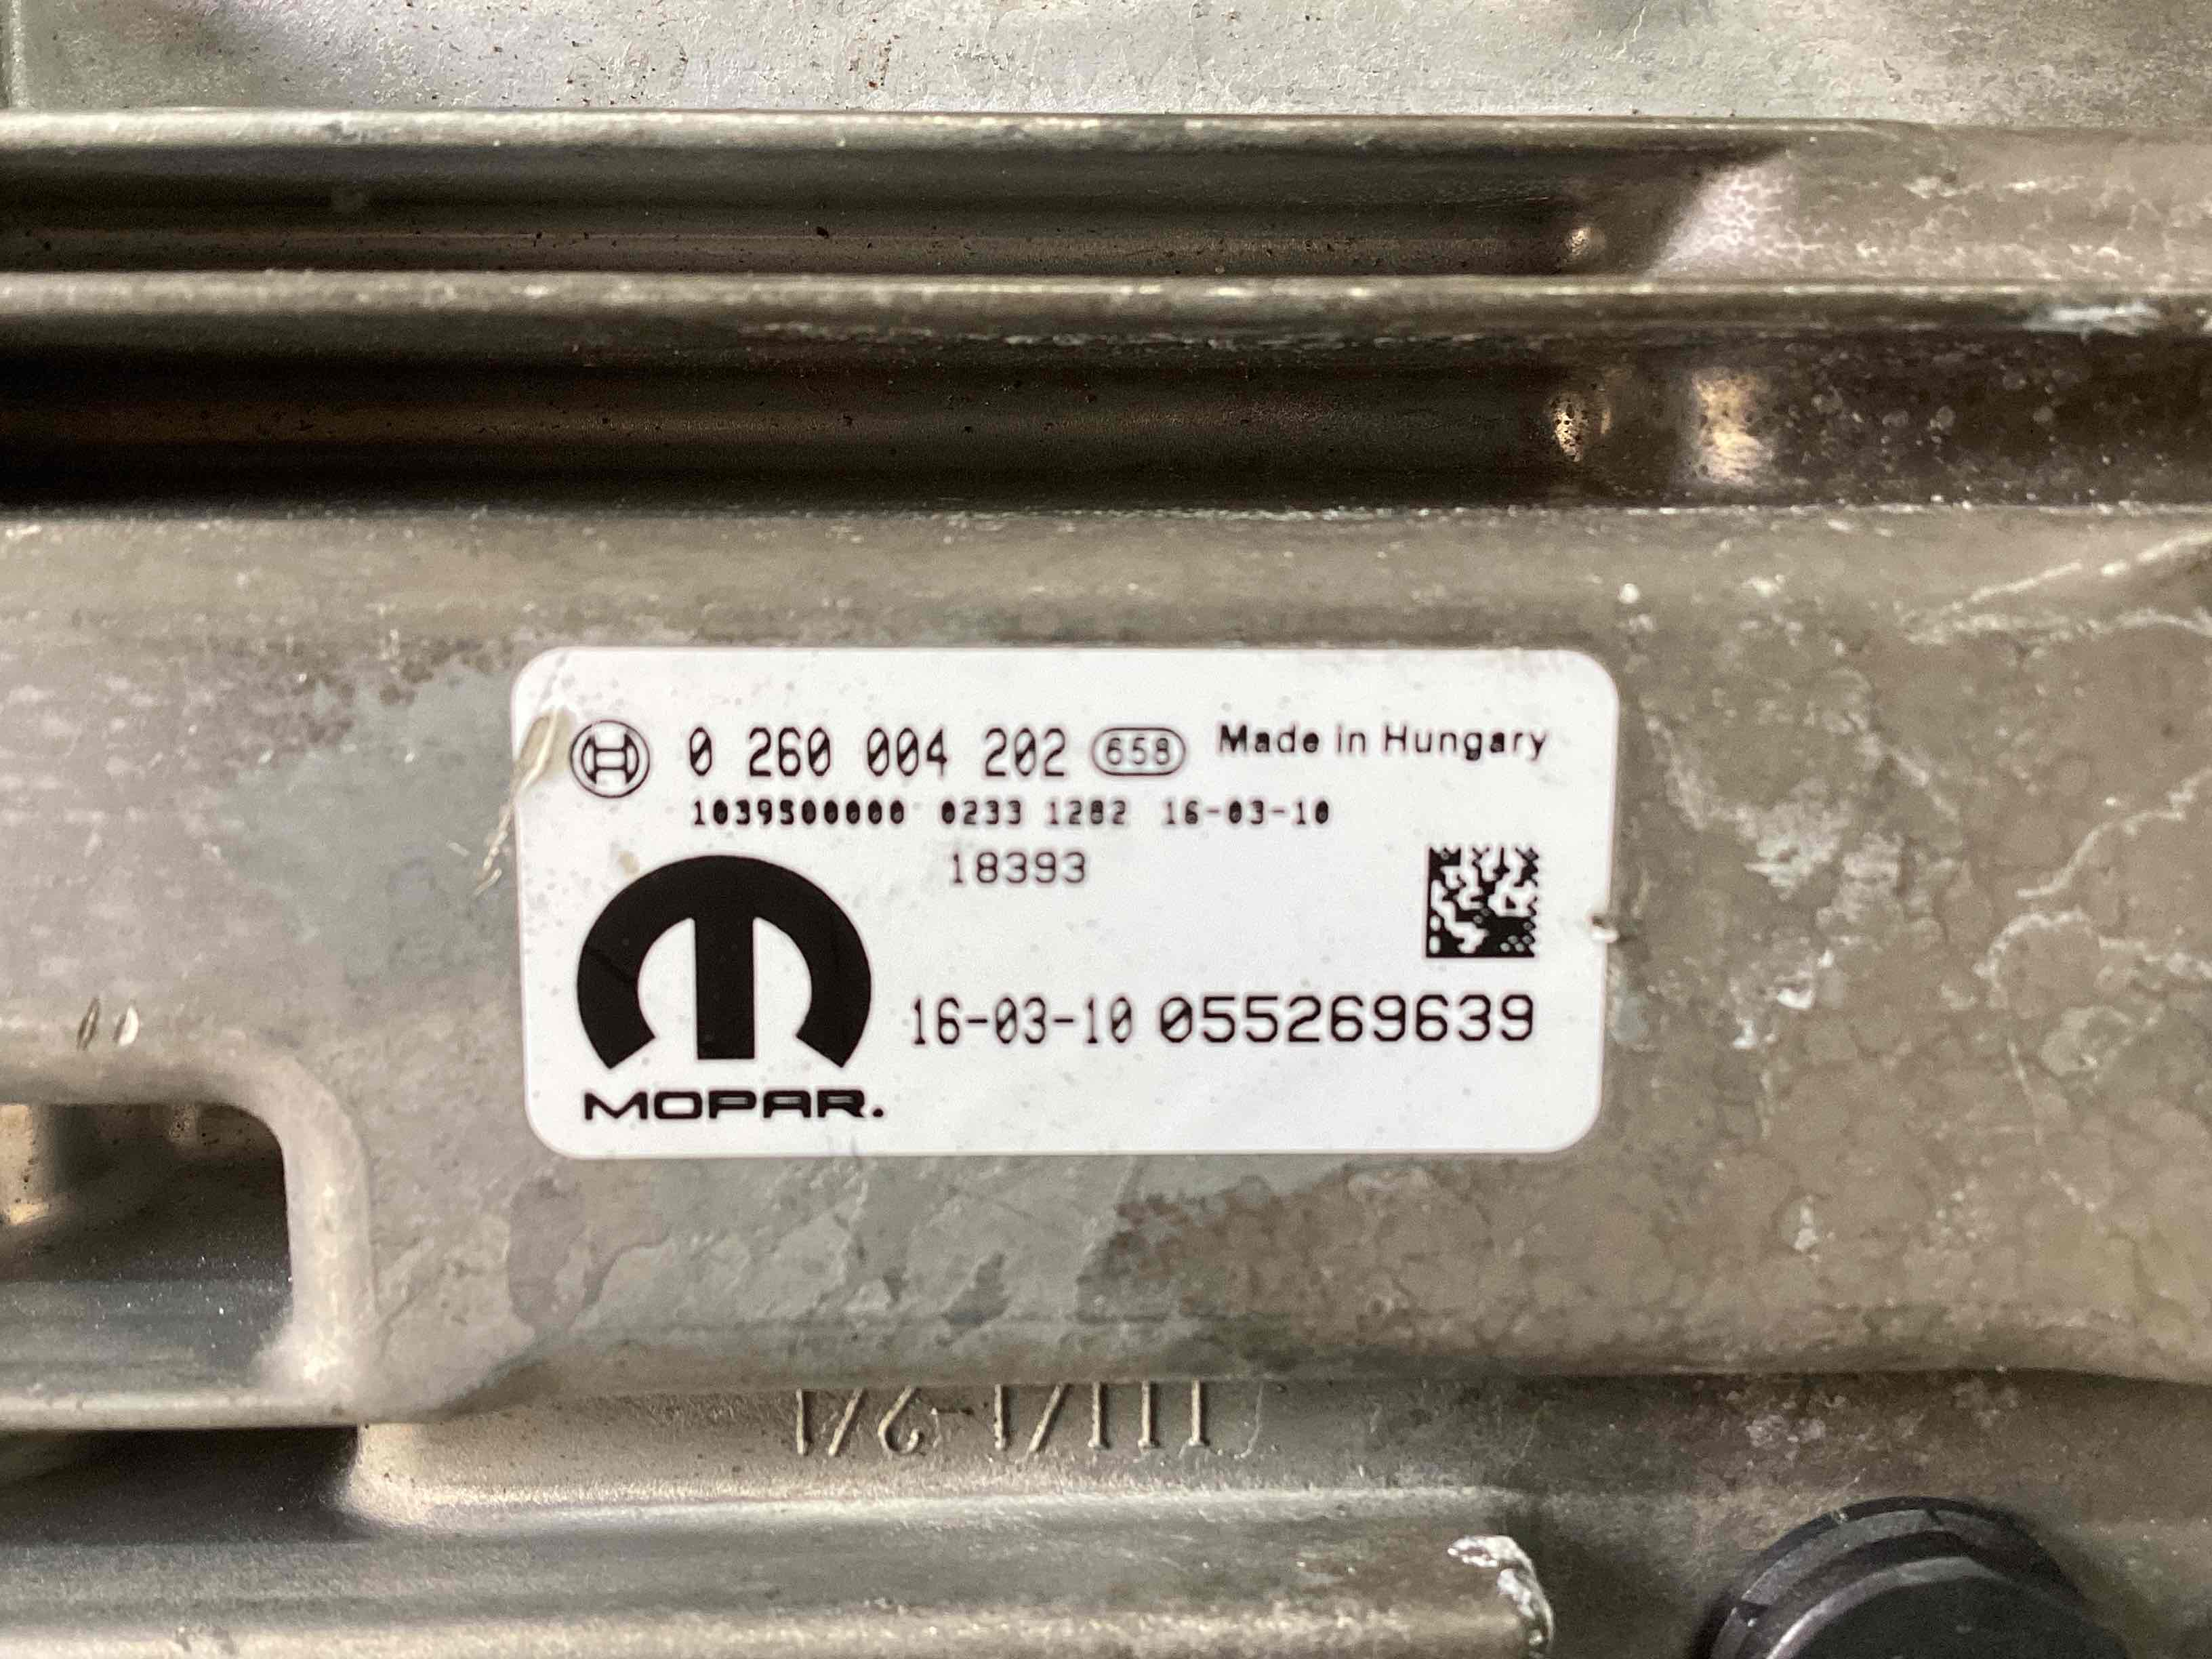 0 260 004 202 658 Made in Hungary
1039S00000 0233 1282 16-03-10
18393
16-03-10 055269639
MOPAR.